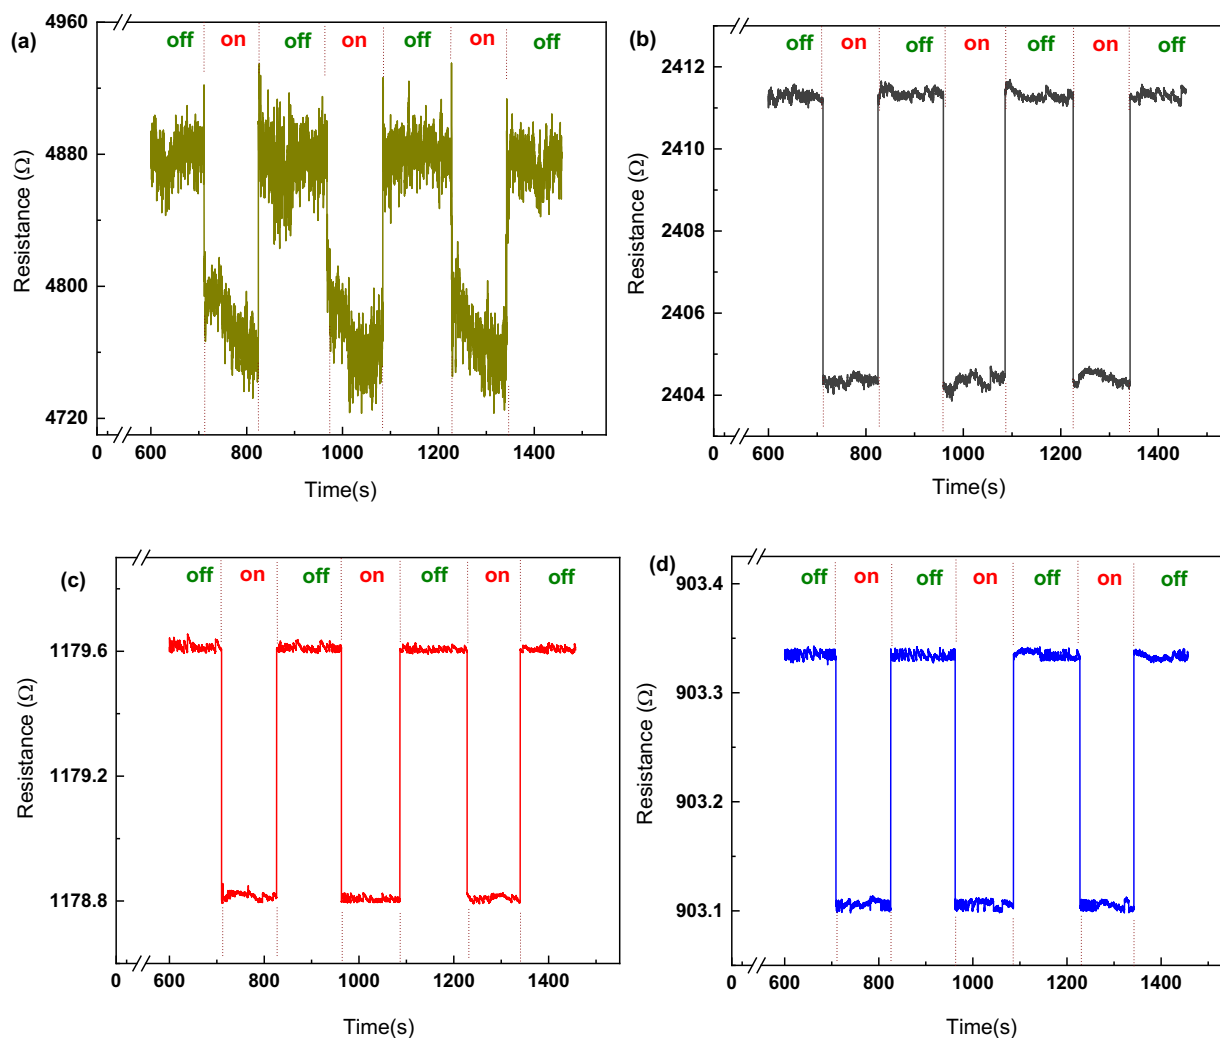 (a)
off on off on off on off
4960
4880
4800
4720
Resistance (Ω)
0 600 800 1000 1200 1400
Time(s)
(b)
off on off on off on off
2412
2410
2408
2406
2404
Resistance (Ω)
0 600 800 1000 1200 1400
Time(s)
(c)
off on off on off on off
1179.6
1179.2
1178.8
Resistance (Ω)
0 600 800 1000 1200 1400
Time(s)
(d)
off on off on off on off
903.4
903.3
903.2
903.1
Resistance (Ω)
0 600 800 1000 1200 1400
Time(s)